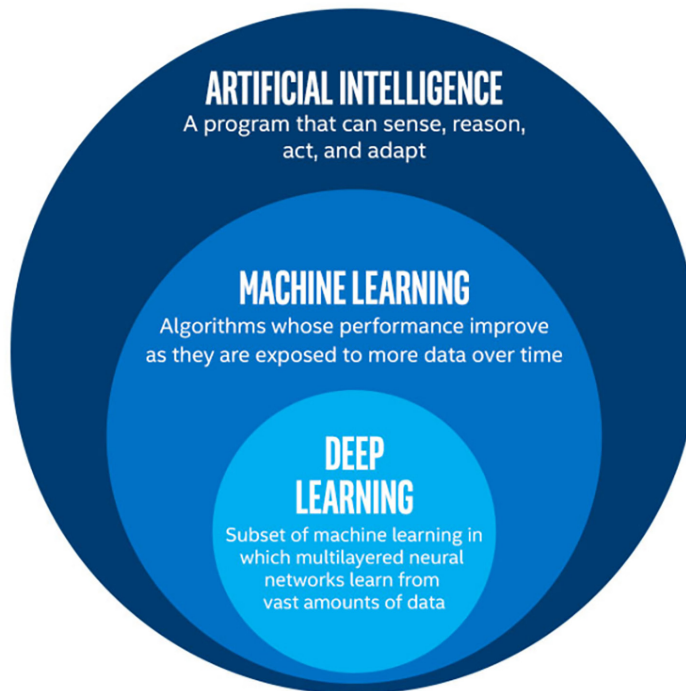 ARTIFICIAL INTELLIGENCE
A program that can sense, reason,
act, and adapt
MACHINE LEARNING
Algorithms whose performance improve
as they are exposed to more data over time
DEEP
LEARNING
Subset of machine learning in
which multilayered neural
networks learn from
vast amounts of data